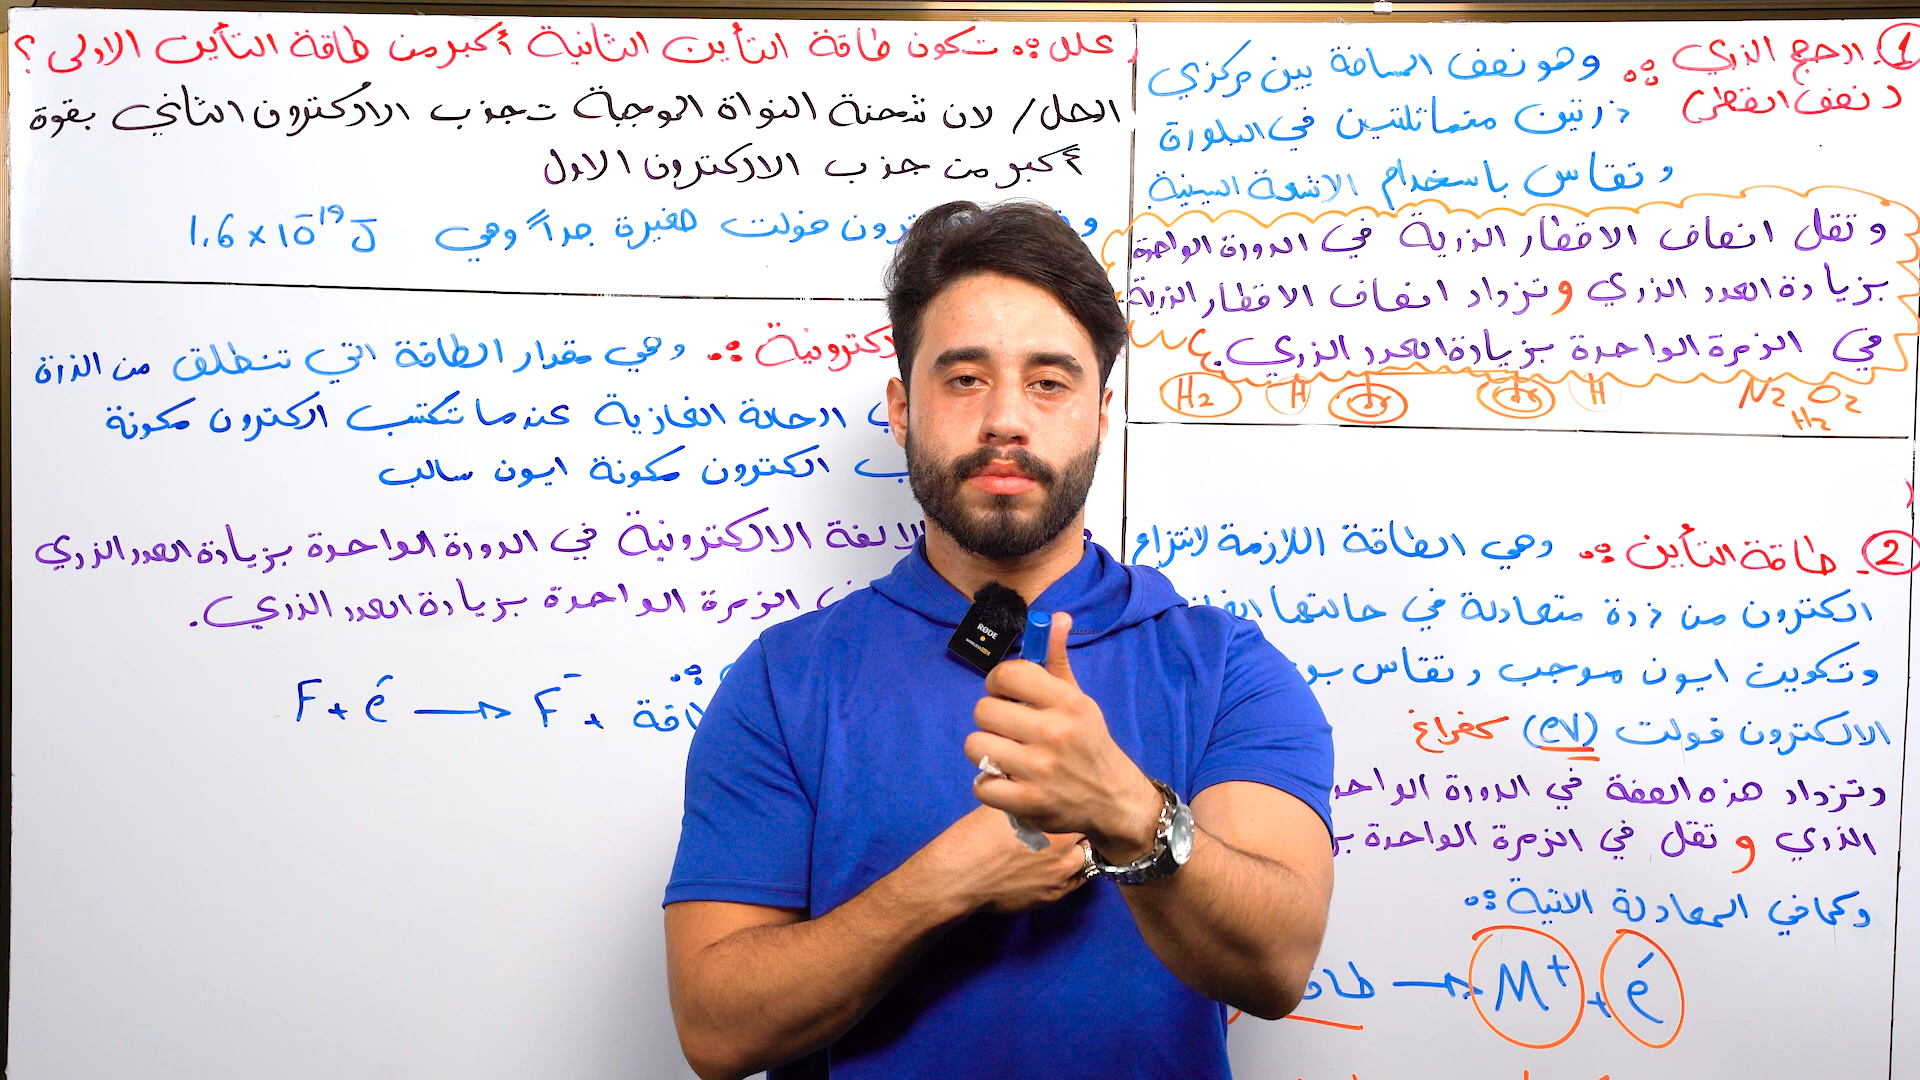 1. الحجم الذري
(نصف القطر) :. وهو نصف المسافة بين مركزي
ذرتين متماثلتين في البلورة
وتقاس باستخدام الاشعة السينية
وتقل انصاف الاقطار الذرية في الدورة الواحدة
بزيادة العدد الذري وتزداد انصاف الاقطار الذرية
في الزمرة الواحدة بزيادة العدد الذري.
H2 H H N2 O2
H2
2. طاقة التأين :. وهي الطاقة اللازمة لانتزاع
الكترون من ذرة متعادلة في حالتها
وتكوين ايون موجب وتقاس
الالكترون فولت (eV) كفراغ
وتزداد هذه الصفة في الدورة
الذري و تقل في الزمرة الواحدة
وكما في المعادلة الاتية :.
→ M+ + e-
علل :. تكون طاقة التأين الثانية أكبر من طاقة التأين الاولى ؟
الحل / لان شحنة النواة الموجبة تجذب الالكترون الثاني بقوة
أكبر من جذب الالكترون الاول
فولت صغيرة جداً وهي 1.6 x 10-19 J
:. وهي مقدار الطاقة التي تنطلق من الذرة
الحالة الغازية عندما تكتسب الكترون مكونة
الكترون مكونة ايون سالب
الالفة الالكترونية في الدورة الواحدة بزيادة العدد الذري
الزمرة الواحدة بزيادة العدد الذري.
F + e- → F- +
RØDE